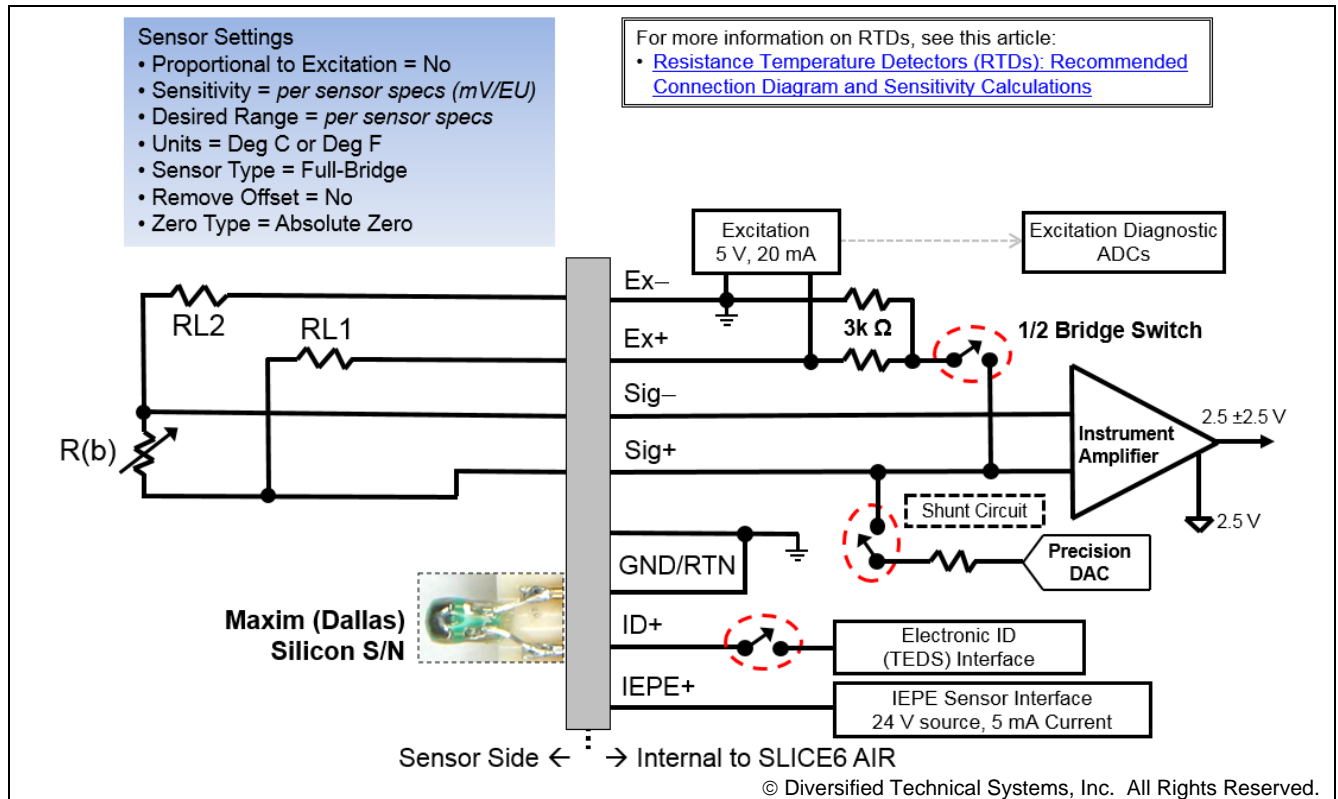 Sensor Settings
• Proportional to Excitation = No
• Sensitivity = per sensor specs (mV/EU)
• Desired Range = per sensor specs
• Units = Deg C or Deg F
• Sensor Type = Full-Bridge
• Remove Offset = No
• Zero Type = Absolute Zero
For more information on RTDs, see this article:
• Resistance Temperature Detectors (RTDs): Recommended
Connection Diagram and Sensitivity Calculations
Excitation
5 V, 20 mA
Excitation Diagnostic
ADCs
Ex–
RL2
RL1
3k Ω
1/2 Bridge Switch
Ex+
Sig–
2.5 ±2.5 V
Instrument
Amplifier
R(b)
Sig+
Shunt Circuit
2.5 V
GND/RTN
Precision
DAC
Maxim (Dallas)
Silicon S/N
ID+
Electronic ID
(TEDS) Interface
IEPE+
IEPE Sensor Interface
24 V source, 5 mA Current
Sensor Side ← → Internal to SLICE6 AIR
© Diversified Technical Systems, Inc. All Rights Reserved.